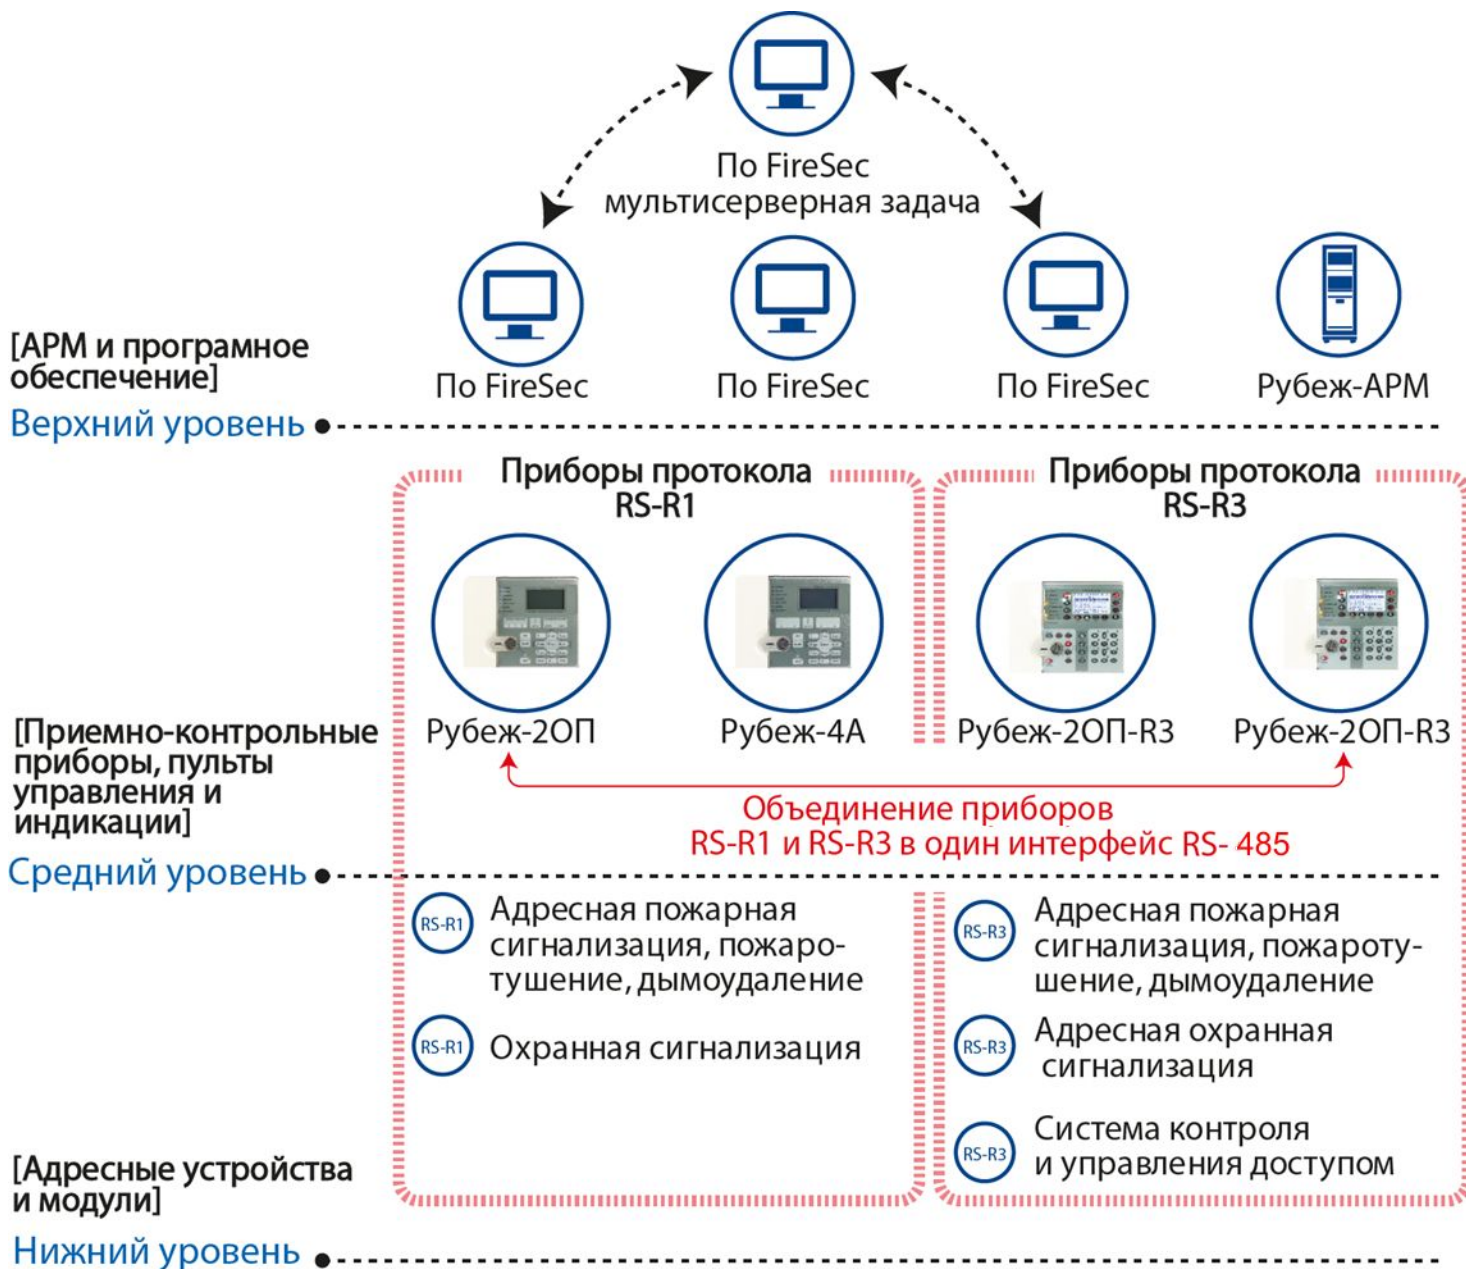 По FireSec
мультисерверная задача
[АРМ и програмное
обеспечение]
По FireSec
По FireSec
По FireSec
Рубеж-АРМ
Верхний уровень
Приборы протокола
RS-R1
Приборы протокола
RS-R3
[Приемно-контрольные
приборы, пульты
управления и
индикации]
Рубеж-2ОП
Рубеж-4А
Рубеж-2ОП-R3
Рубеж-2ОП-R3
Объединение приборов
RS-R1 и RS-R3 в один интерфейс RS- 485
Средний уровень
RS-R1
Адресная пожарная
сигнализация, пожаро-
тушение, дымоудаление
RS-R1
Охранная сигнализация
RS-R3
Адресная пожарная
сигнализация, пожароту-
шение, дымоудаление
RS-R3
Адресная охранная
сигнализация
RS-R3
Система контроля
и управления доступом
[Адресные устройства
и модули]
Нижний уровень